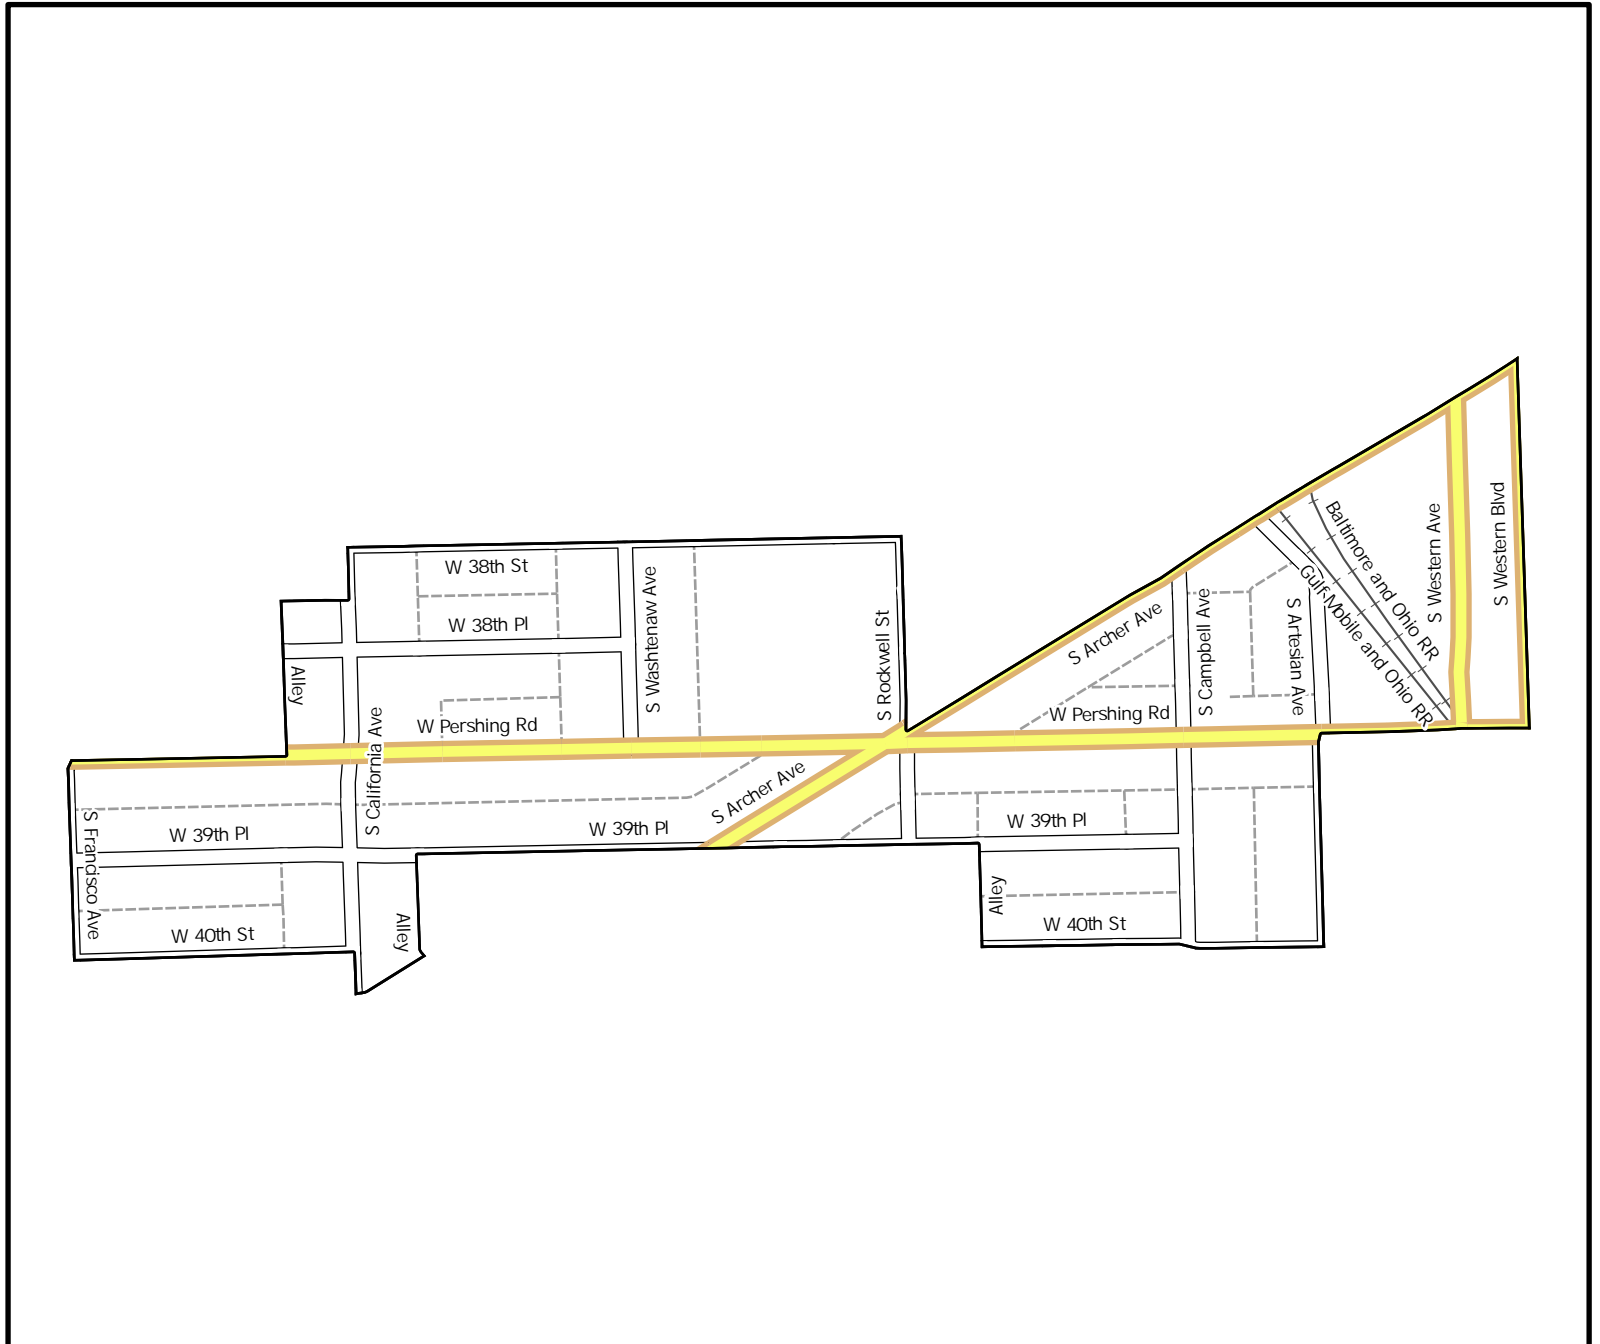 W 38th St
W 38th Pl
S Washtenaw Ave
S Rockwell St
Alley
S California Ave
W Pershing Rd
S Archer Ave
W Pershing Rd
S Campbell Ave
S Artesian Ave
Gulf Mobile and Ohio RR
Baltimore and Ohio RR
S Western Ave
S Western Blvd
S Francisco Ave
W 39th Pl
W 39th Pl
S Archer Ave
W 39th Pl
W 40th St
Alley
Alley
W 40th St